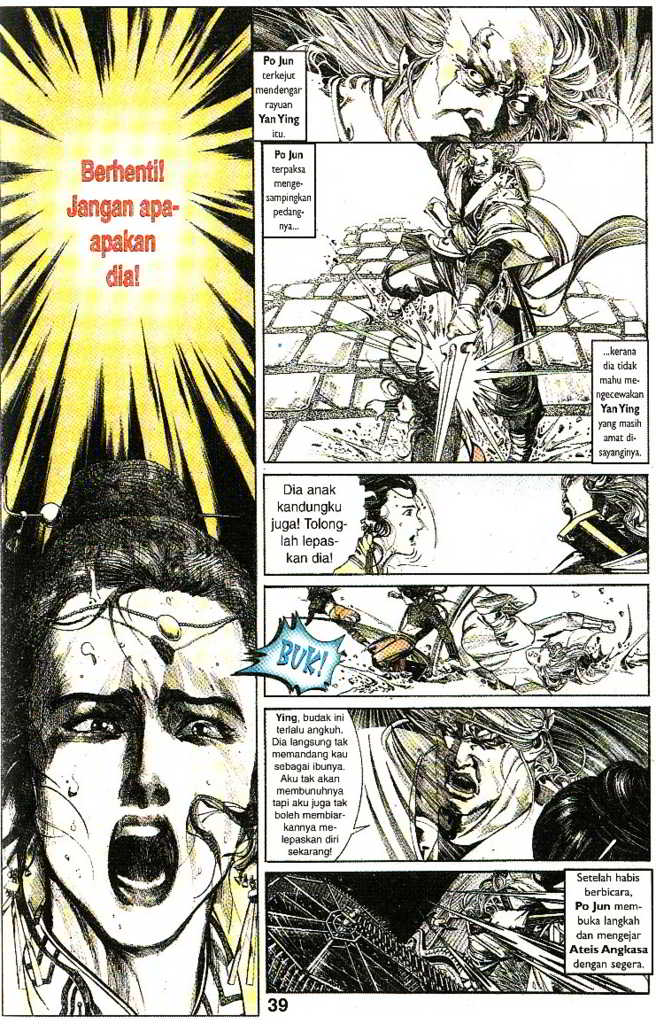 Berhenti!
Jangan apa-
apakan
dia!
Po Jun
terkejut
mendengar
rayuan
Yan Ying
itu.
Po Jun
terpaksa
menge-
sampingkan
pedang-
nya...
...kerana
dia tidak
mahu me-
ngecewakan
Yan Ying
yang masih
amat di-
sayanginya.
Dia anak
kandungku
juga! Tolong-
lah lepas-
kan dia!
BUK!
Ying, budak ini
terlalu angkuh.
Dia langsung tak
memandang kau
sebagai ibunya.
Aku tak akan
membunuhnya
tapi aku juga tak
boleh membiar-
kannya me-
lepaskan diri
sekarang!
Setelah habis
berbicara,
Po Jun mem-
buka langkah
dan mengejar
Ateis Angkasa
dengan segera.
39